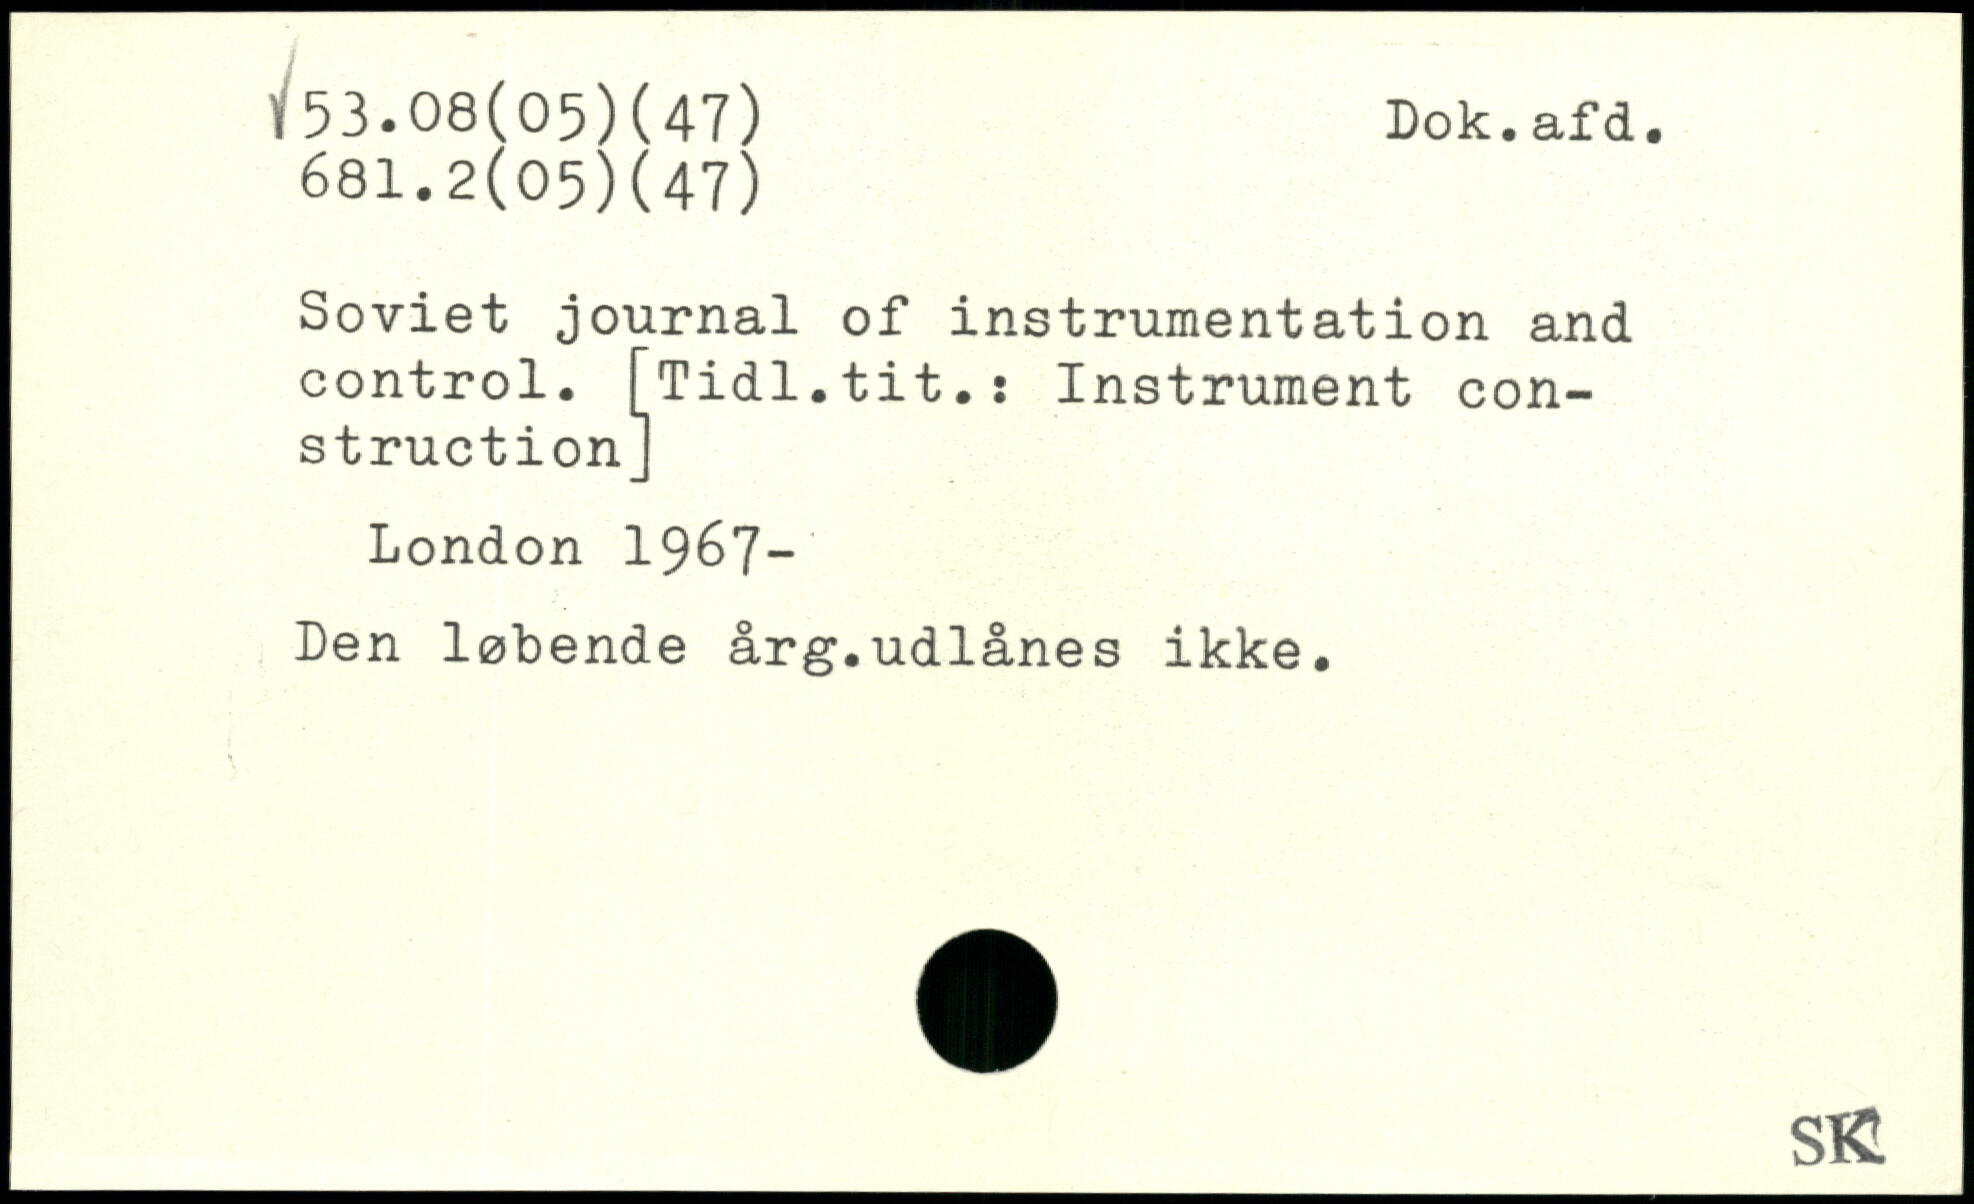 53.08(05)(47) Dok.afd.
681.2(05)(47)
Soviet journal of instrumentation and
control. [Tidl.tit.: Instrument con-
struction]
London 1967-
Den løbende årg.udlånes ikke.
SK